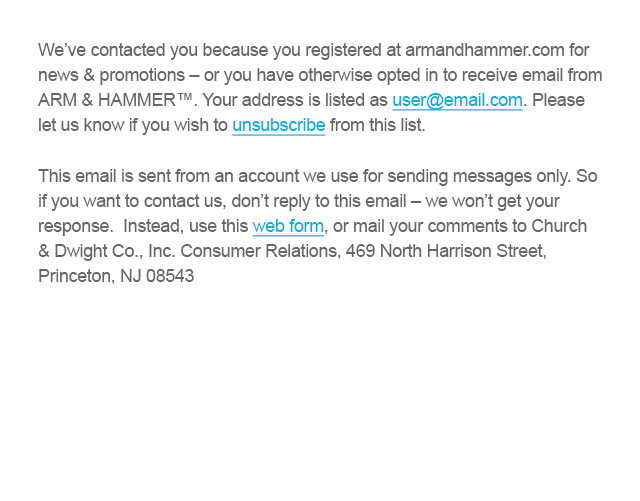 We’ve contacted you because you registered at armandhammer.com for
news & promotions – or you have otherwise opted in to receive email from
ARM & HAMMER™. Your address is listed as user@email.com. Please
let us know if you wish to unsubscribe from this list.
This email is sent from an account we use for sending messages only. So
if you want to contact us, don’t reply to this email – we won’t get your
response.  Instead, use this web form, or mail your comments to Church
& Dwight Co., Inc. Consumer Relations, 469 North Harrison Street,
Princeton, NJ 08543